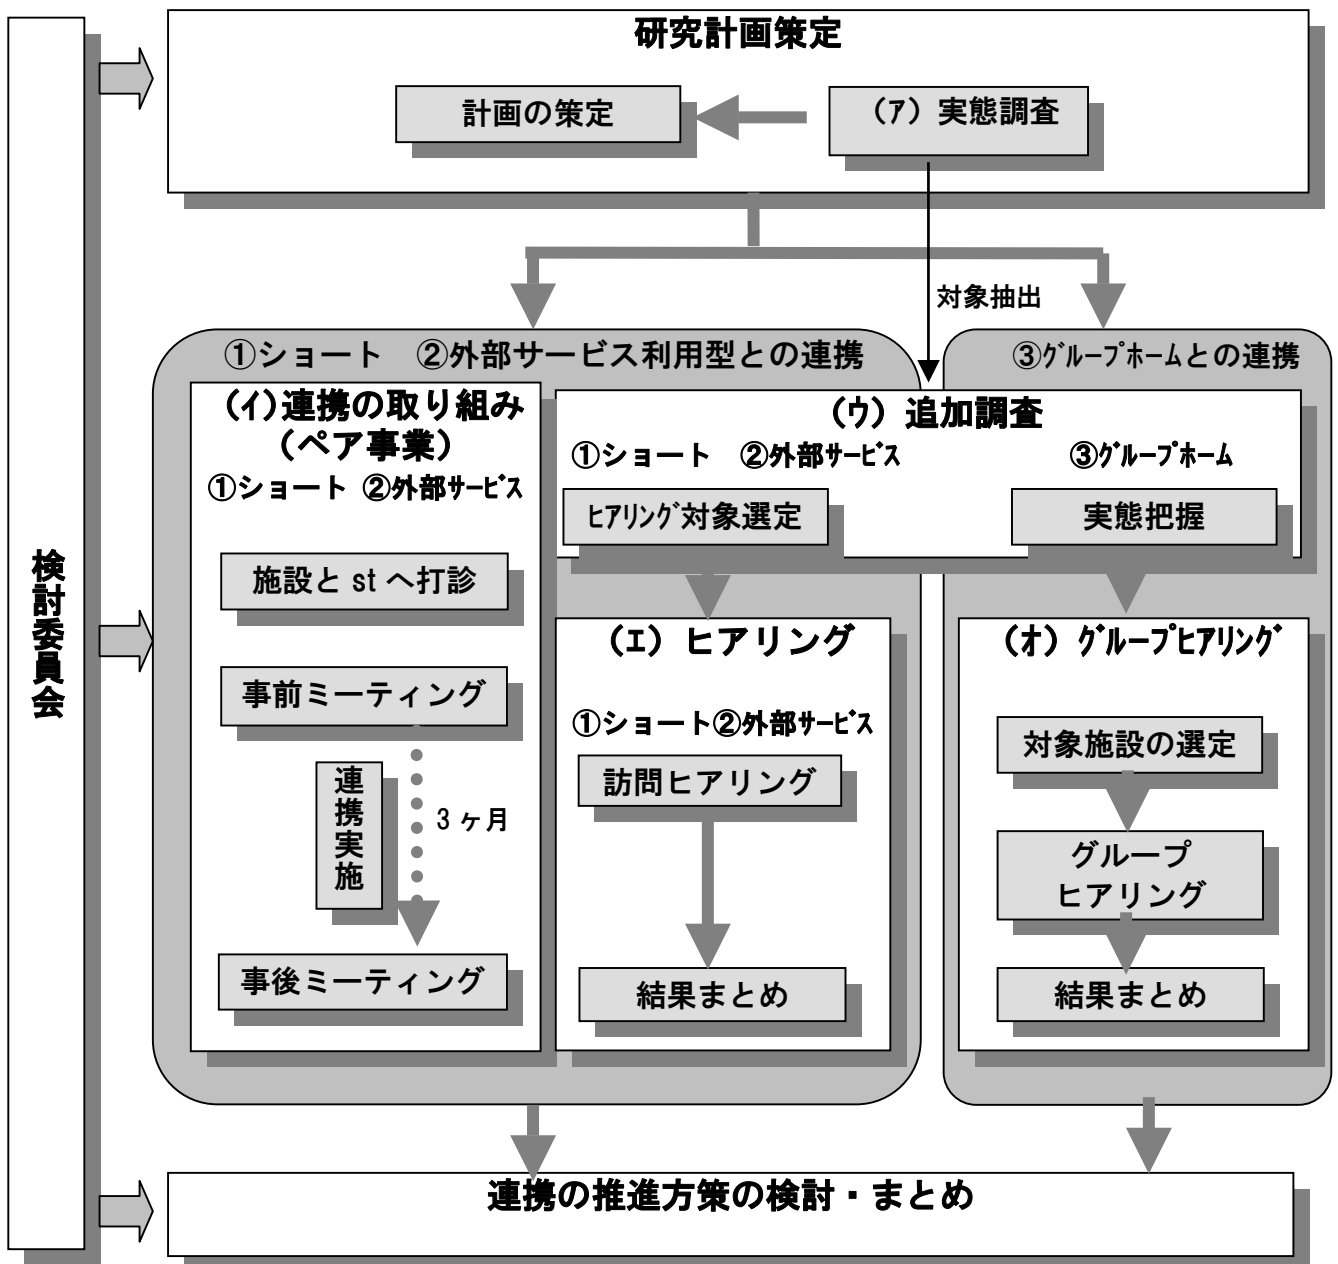 研究計画策定
計画の策定
（ア）実態調査
対象抽出
①ショート　②外部サービス利用型との連携
③グループホームとの連携
（イ）連携の取り組み
（ペア事業）
①ショート ②外部サービス
施設と st へ打診
事前ミーティング
連携実施
3 ヶ月
事後ミーティング
（ウ）追加調査
①ショート　②外部サービス
③グループホーム
ヒアリング対象選定
実態把握
（エ）ヒアリング
①ショート②外部サービス
訪問ヒアリング
結果まとめ
（オ）グループヒアリング
対象施設の選定
グループ
ヒアリング
結果まとめ
検討委員会
連携の推進方策の検討・まとめ